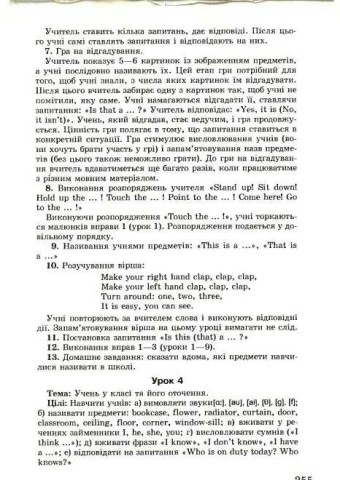 Учитель ставить кілька запитань, дає відповіді. Після цьо-
го учні самі ставлять запитання і відповідають на них.
7. Гра на відгадування.
Учитель показує 5—6 карток із зображенням предметів,
а учні послідовно називають їх. Цей етап гри потрібний для
того, щоб учні знали, з числа яких карток їм відгадувати.
Після цього вчитель забирає одну з карток так, щоб учні не
помітили, яку саме. Учні намагаються відгадати її, ставлячи
запитання: «Is that a ... ?» Учитель відповідає: «Yes, it is (No,
it isn't)». Учень, який відгадав, стає ведучим, і гра продовжу-
ється. Цінність гри полягає в тому, що запитання ставиться в
конкретній ситуації. Гра стимулює висловлювання учнів (во-
ни хочуть брати участь у грі) і запам'ятовування назв предме-
тів (без цього також неможливо грати). До гри на відгадуван-
ня вчитель вдаватиметься ще багато разів, коли працюватиме
з різним мовним матеріалом.
8. Виконання розпоряджень учителя «Stand up! Sit down!
Hold up the ... ! Touch the ... ! Point to the ... ! Come here! Go
to the ... !»
Виконуючи розпорядження «Touch the ... !», учні торкають-
ся малюнків вправи 1 (урок 1). Розпорядження подається у до-
вільному порядку.
9. Називання учнями предметів: «This is a ...», «That is
a ...»
10. Розучування вірша:
Make your right hand clap, clap, clap,
Make your left hand clap, clap, clap,
Turn around: one, two, three,
It is easy, you can see.
Учні повторюють за вчителем слова і виконують відповідні
дії. Запам'ятовування вірша на цьому уроці вимагати не слід.
11. Постановка запитання «Is this (that) a ... ?»
12. Виконання вправ 1—3 (уроки 1—9).
13. Домашнє завдання: сказати вдома, які предмети навчи-
лися називати в школі.
Урок 4
Тема: Учень у класі та його оточення.
Цілі: Навчити учнів: а) вимовляти звуки
б) називати предмети: bookcase, flower, radiator, curtain, door,
classroom, ceiling, floor, corner, window-sill; в) вживати у ре-
ченнях займенники I, he, she, you; г) висловлювати сумнів («I
think ...»); д) вживати фрази «I know», «I don't know», «I have
a ...»; е) відповідати на запитання «Who is on duty today? Who
knows?»